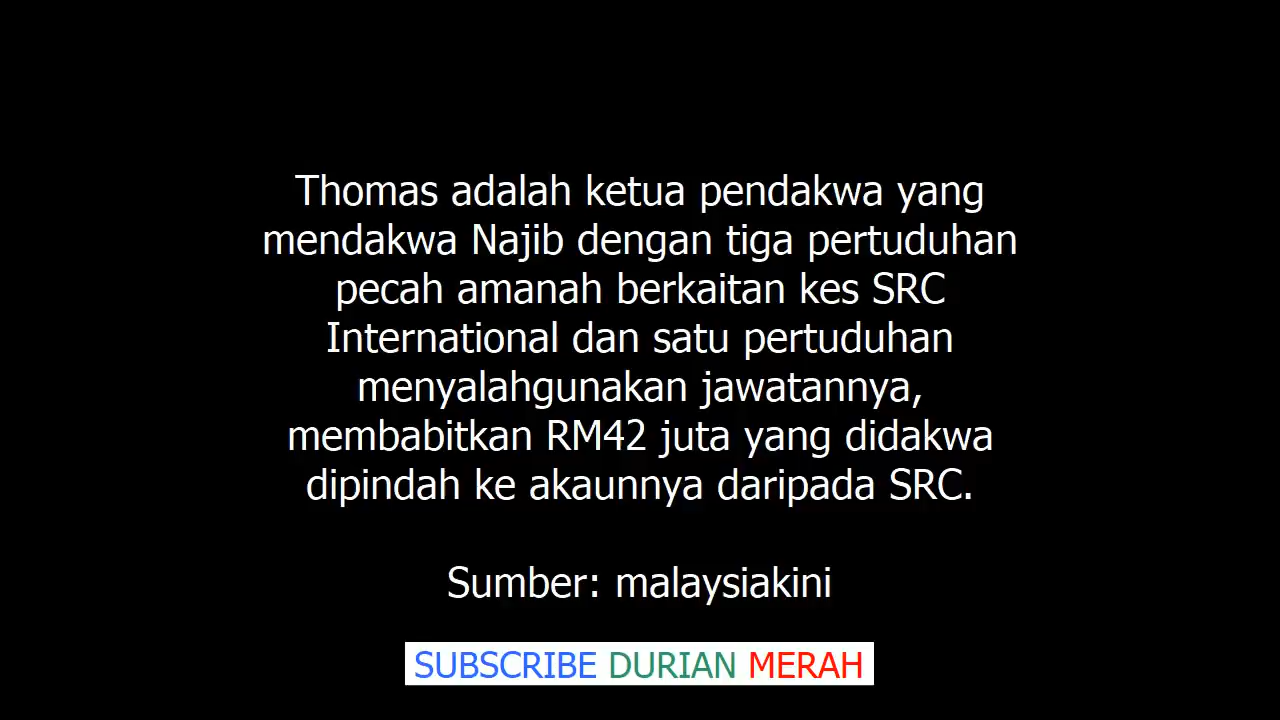 Thomas adalah ketua pendakwa yang
mendakwa Najib dengan tiga pertuduhan
pecah amanah berkaitan kes SRC
International dan satu pertuduhan
menyalahgunakan jawatannya,
membabitkan RM42 juta yang didakwa
dipindah ke akaunnya daripada SRC.
Sumber: malaysiakini
SUBSCRIBE DURIAN MERAH